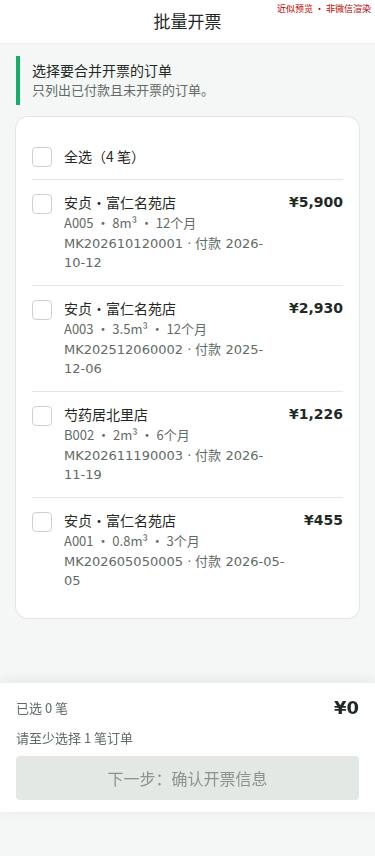 批量开票
近似预览 · 非微信渲染
选择要合并开票的订单
只列出已付款且未开票的订单。
全选（4 笔）
安贞·富仁名苑店 ¥5,900
A005 · 8m³ · 12个月
MK202610120001 · 付款 2026-
10-12
安贞·富仁名苑店 ¥2,930
A003 · 3.5m³ · 12个月
MK202512060002 · 付款 2025-
12-06
芍药居北里店 ¥1,226
B002 · 2m³ · 6个月
MK202611190003 · 付款 2026-
11-19
安贞·富仁名苑店 ¥455
A001 · 0.8m³ · 3个月
MK202605050005 · 付款 2026-05-
05
已选 0 笔 ¥0
请至少选择 1 笔订单
下一步：确认开票信息